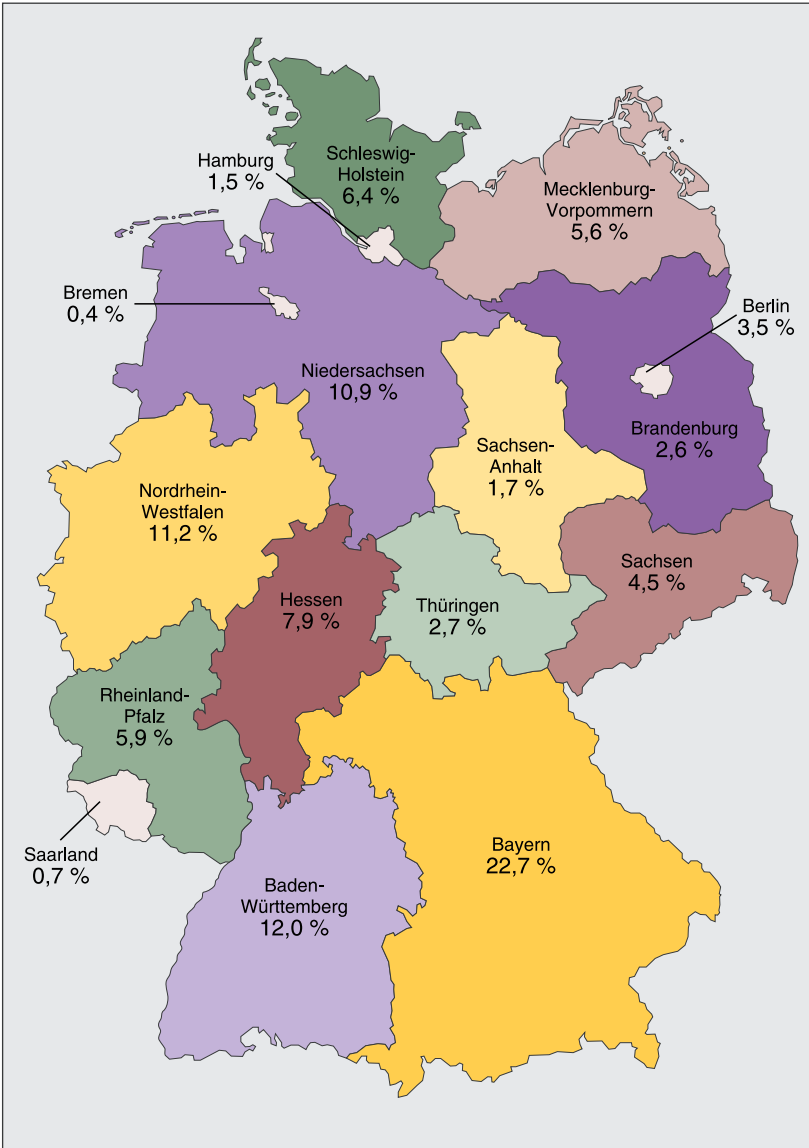 Schleswig-
Holstein
6,4 %
Hamburg
1,5 %
Mecklenburg-
Vorpommern
5,6 %
Bremen
0,4 %
Berlin
3,5 %
Niedersachsen
10,9 %
Brandenburg
2,6 %
Sachsen-
Anhalt
1,7 %
Nordrhein-
Westfalen
11,2 %
Sachsen
4,5 %
Hessen
7,9 %
Thüringen
2,7 %
Rheinland-
Pfalz
5,9 %
Saarland
0,7 %
Bayern
22,7 %
Baden-
Württemberg
12,0 %